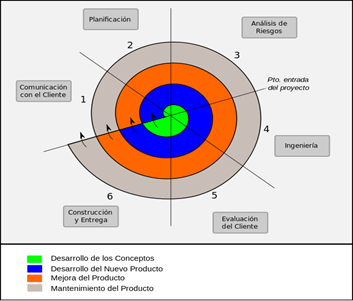 Planificación
Análisis de
Riesgos
2
3
Pto. entrada
del proyecto
Comunicación
con el Cliente
1
4
Ingeniería
6
5
Construcción
y Entrega
Evaluación
del Cliente
Desarrollo de los Conceptos
Desarrollo del Nuevo Producto
Mejora del Producto
Mantenimiento del Producto